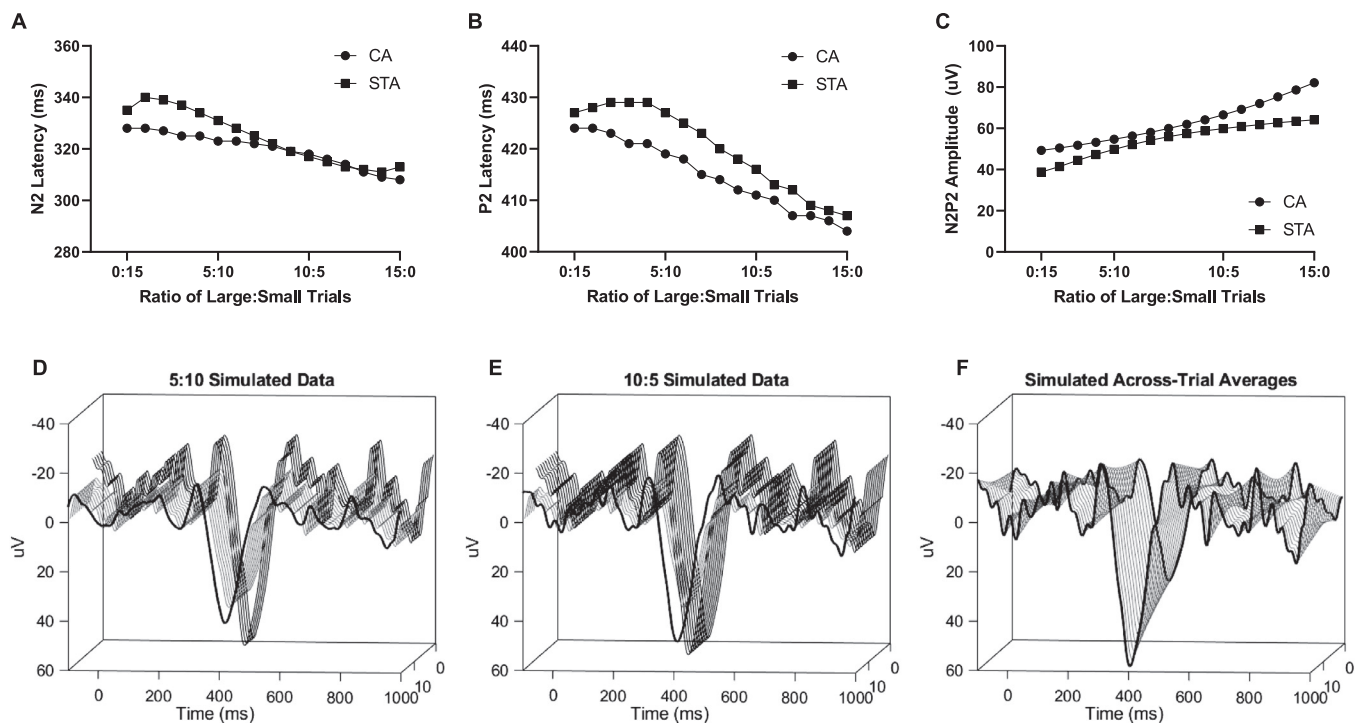 A
N2 Latency (ms)
360
340
320
300
280
CA
STA
0:15
5:10
10:5
15:0
Ratio of Large:Small Trials
B
P2 Latency (ms)
440
430
420
410
400
CA
STA
0:15
5:10
10:5
15:0
Ratio of Large:Small Trials
C
N2P2 Amplitude (uV)
100
80
60
40
20
0
CA
STA
0:15
5:10
10:5
15:0
Ratio of Large:Small Trials
D
5:10 Simulated Data
uV
-40
-20
0
20
40
60
0
200
400
600
800
1000
10
0
Time (ms)
E
10:5 Simulated Data
uV
-40
-20
0
20
40
60
0
200
400
600
800
1000
10
0
Time (ms)
F
Simulated Across-Trial Averages
uV
-40
-20
0
20
40
60
0
200
400
600
800
1000
10
0
Time (ms)